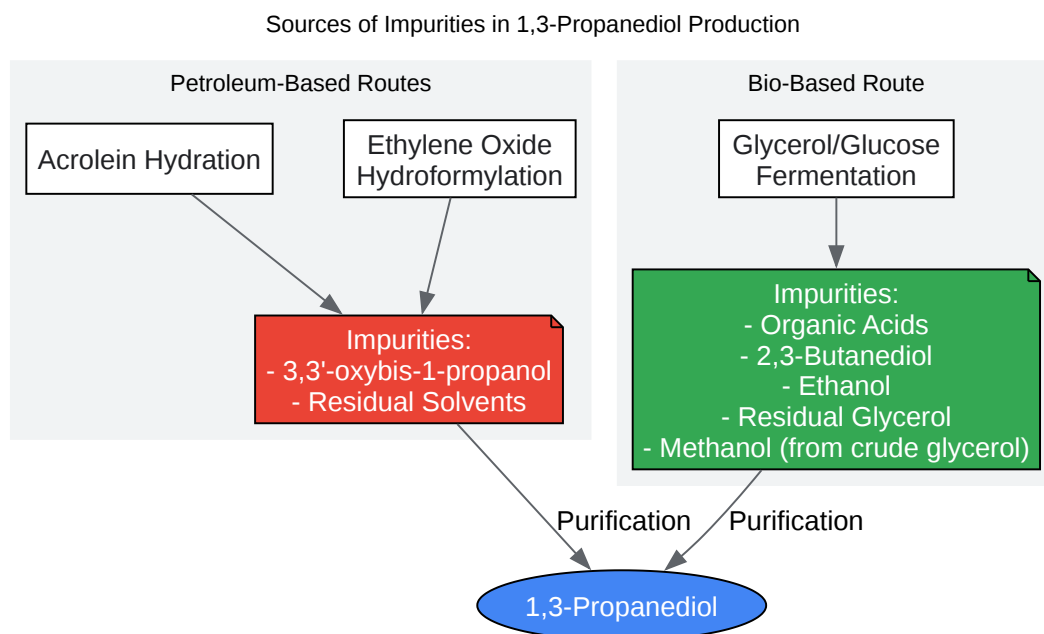 Sources of Impurities in 1,3-Propanediol Production
Petroleum-Based Routes
Bio-Based Route
Acrolein Hydration
Ethylene Oxide
Hydroformylation
Glycerol/Glucose
Fermentation
Impurities:
- 3,3'-oxybis-1-propanol
- Residual Solvents
Impurities:
- Organic Acids
- 2,3-Butanediol
- Ethanol
- Residual Glycerol
- Methanol (from crude glycerol)
Purification
Purification
1,3-Propanediol